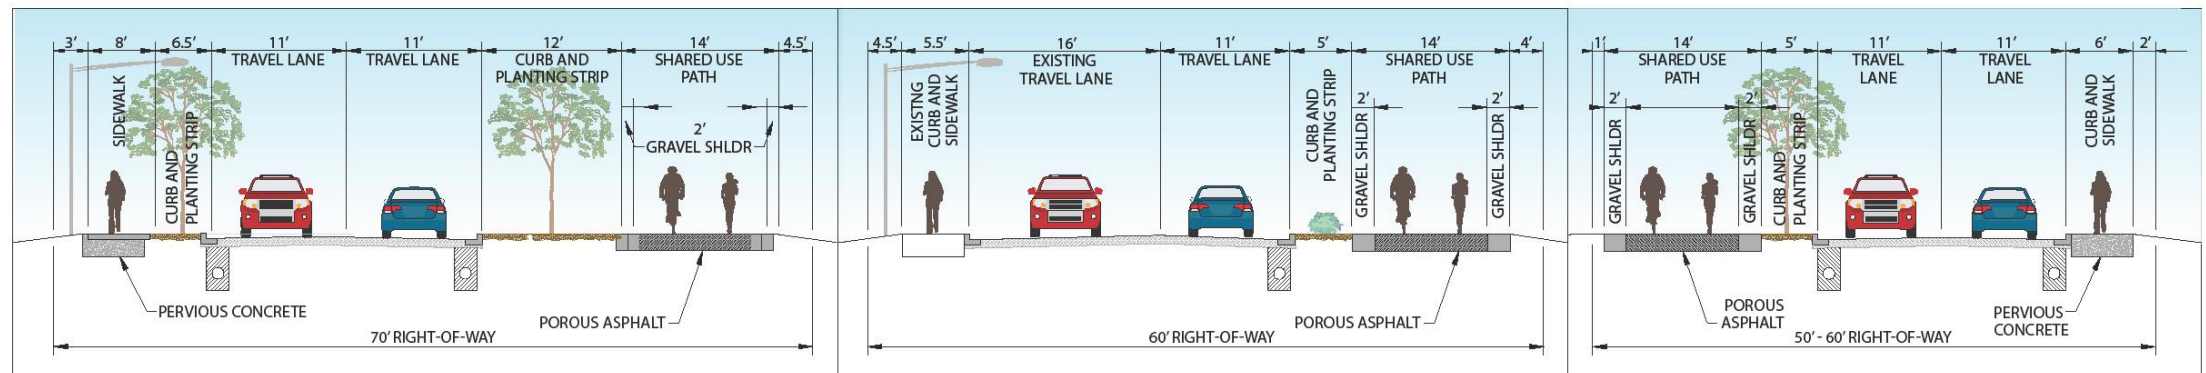 3’ 8’ 6.5’ 11’ 11’ 12’ 14’ 4.5’
TRAVEL LANE
TRAVEL LANE
CURB AND
PLANTING STRIP
SHARED USE
PATH
SIDEWALK
CURB AND
PLANTING STRIP
2’
GRAVEL SHLDR
PERVIOUS CONCRETE
POROUS ASPHALT
70’ RIGHT-OF-WAY
4.5’ 5.5’ 16’ 11’ 5’ 14’ 4’
EXISTING
CURB AND
SIDEWALK
EXISTING
TRAVEL LANE
TRAVEL LANE
CURB AND
PLANTING STRIP
SHARED USE
PATH
2’
GRAVEL SHLDR
2’
GRAVEL SHLDR
POROUS ASPHALT
60’ RIGHT-OF-WAY
1’ 14’ 5’ 11’ 11’ 6’ 2’
SHARED USE
PATH
2’
GRAVEL SHLDR
2’
GRAVEL SHLDR
CURB AND
PLANTING STRIP
TRAVEL
LANE
TRAVEL
LANE
CURB AND
SIDEWALK
POROUS
ASPHALT
PERVIOUS
CONCRETE
50’ - 60’ RIGHT-OF-WAY